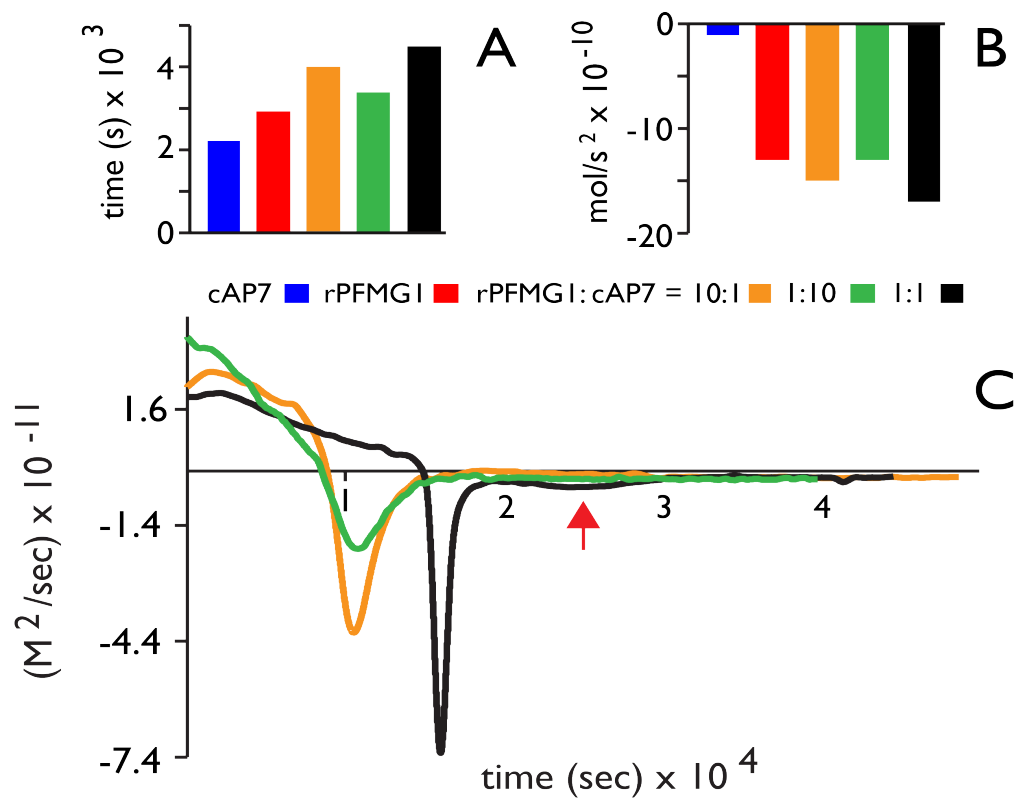 A
time (s) x 10 3
4
2
0
B
mol/s 2 x 10 -10
0
-10
-20
cAP7 rPFMG1 rPFMG1:cAP7 = 10:1 1:10 1:1
C
(M 2 /sec) x 10 -11
1.6
-1.4
-4.4
-7.4
2 3 4
time (sec) x 10 4